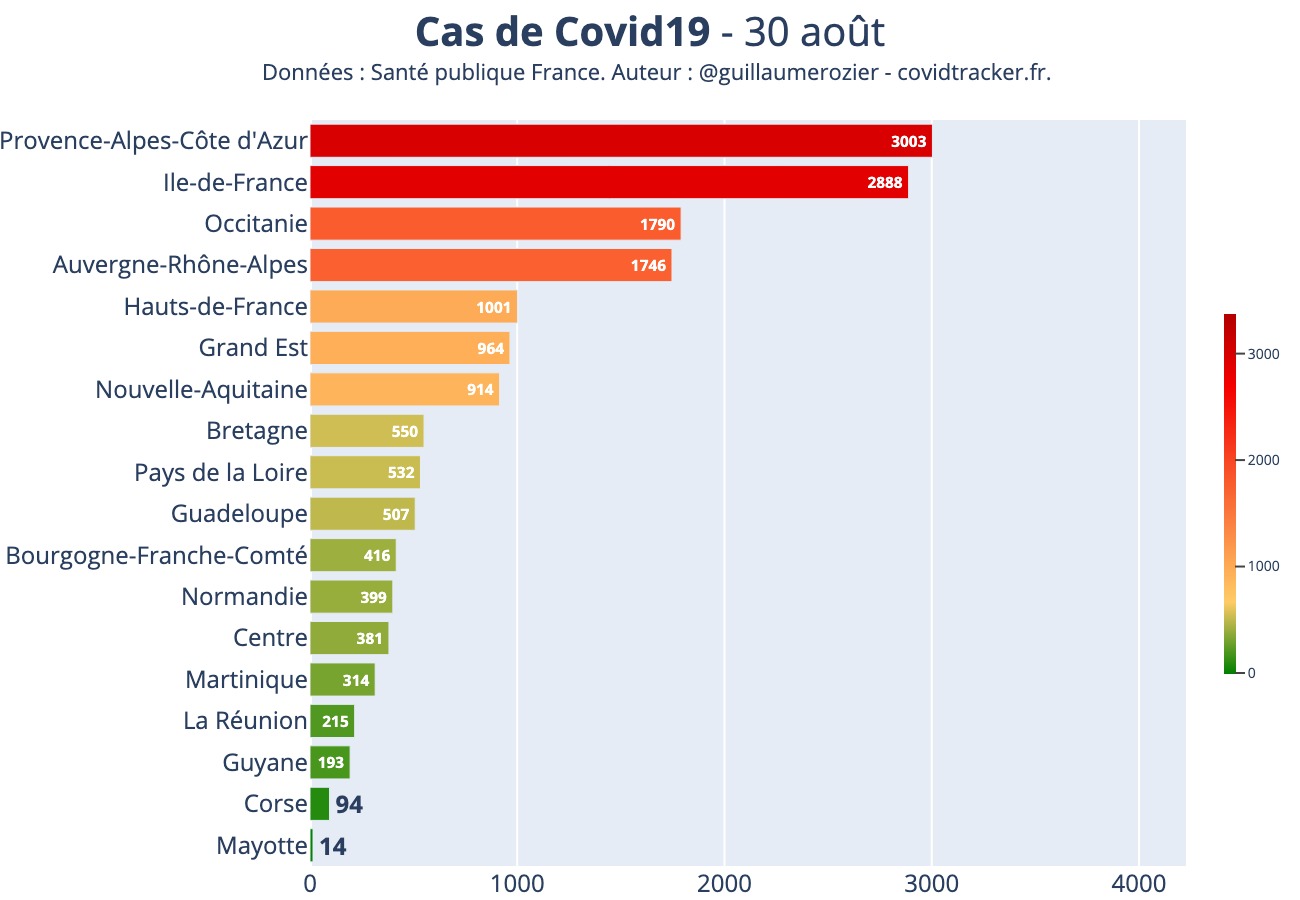 Cas de Covid19 - 30 août
Données : Santé publique France. Auteur : @guillaumerozier - covidtracker.fr.
Provence-Alpes-Côte d'Azur 3003
Ile-de-France 2888
Occitanie 1790
Auvergne-Rhône-Alpes 1746
Hauts-de-France 1001
Grand Est 964
Nouvelle-Aquitaine 914
Bretagne 550
Pays de la Loire 532
Guadeloupe 507
Bourgogne-Franche-Comté 416
Normandie 399
Centre 381
Martinique 314
La Réunion 215
Guyane 193
Corse 94
Mayotte 14
0 1000 2000 3000 4000
3000
2000
1000
0